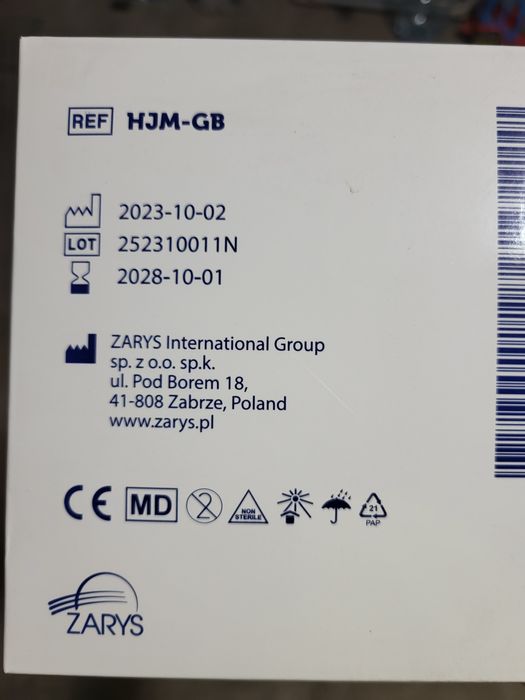 REF HJM-GB
2023-10-02
LOT 252310011N
2028-10-01
ZARYS International Group
sp. z o.o. sp.k.
ul. Pod Borem 18,
41-808 Zabrze, Poland
www.zarys.pl
CE MD 2 NON STERILE 21 PAP
ZARYS